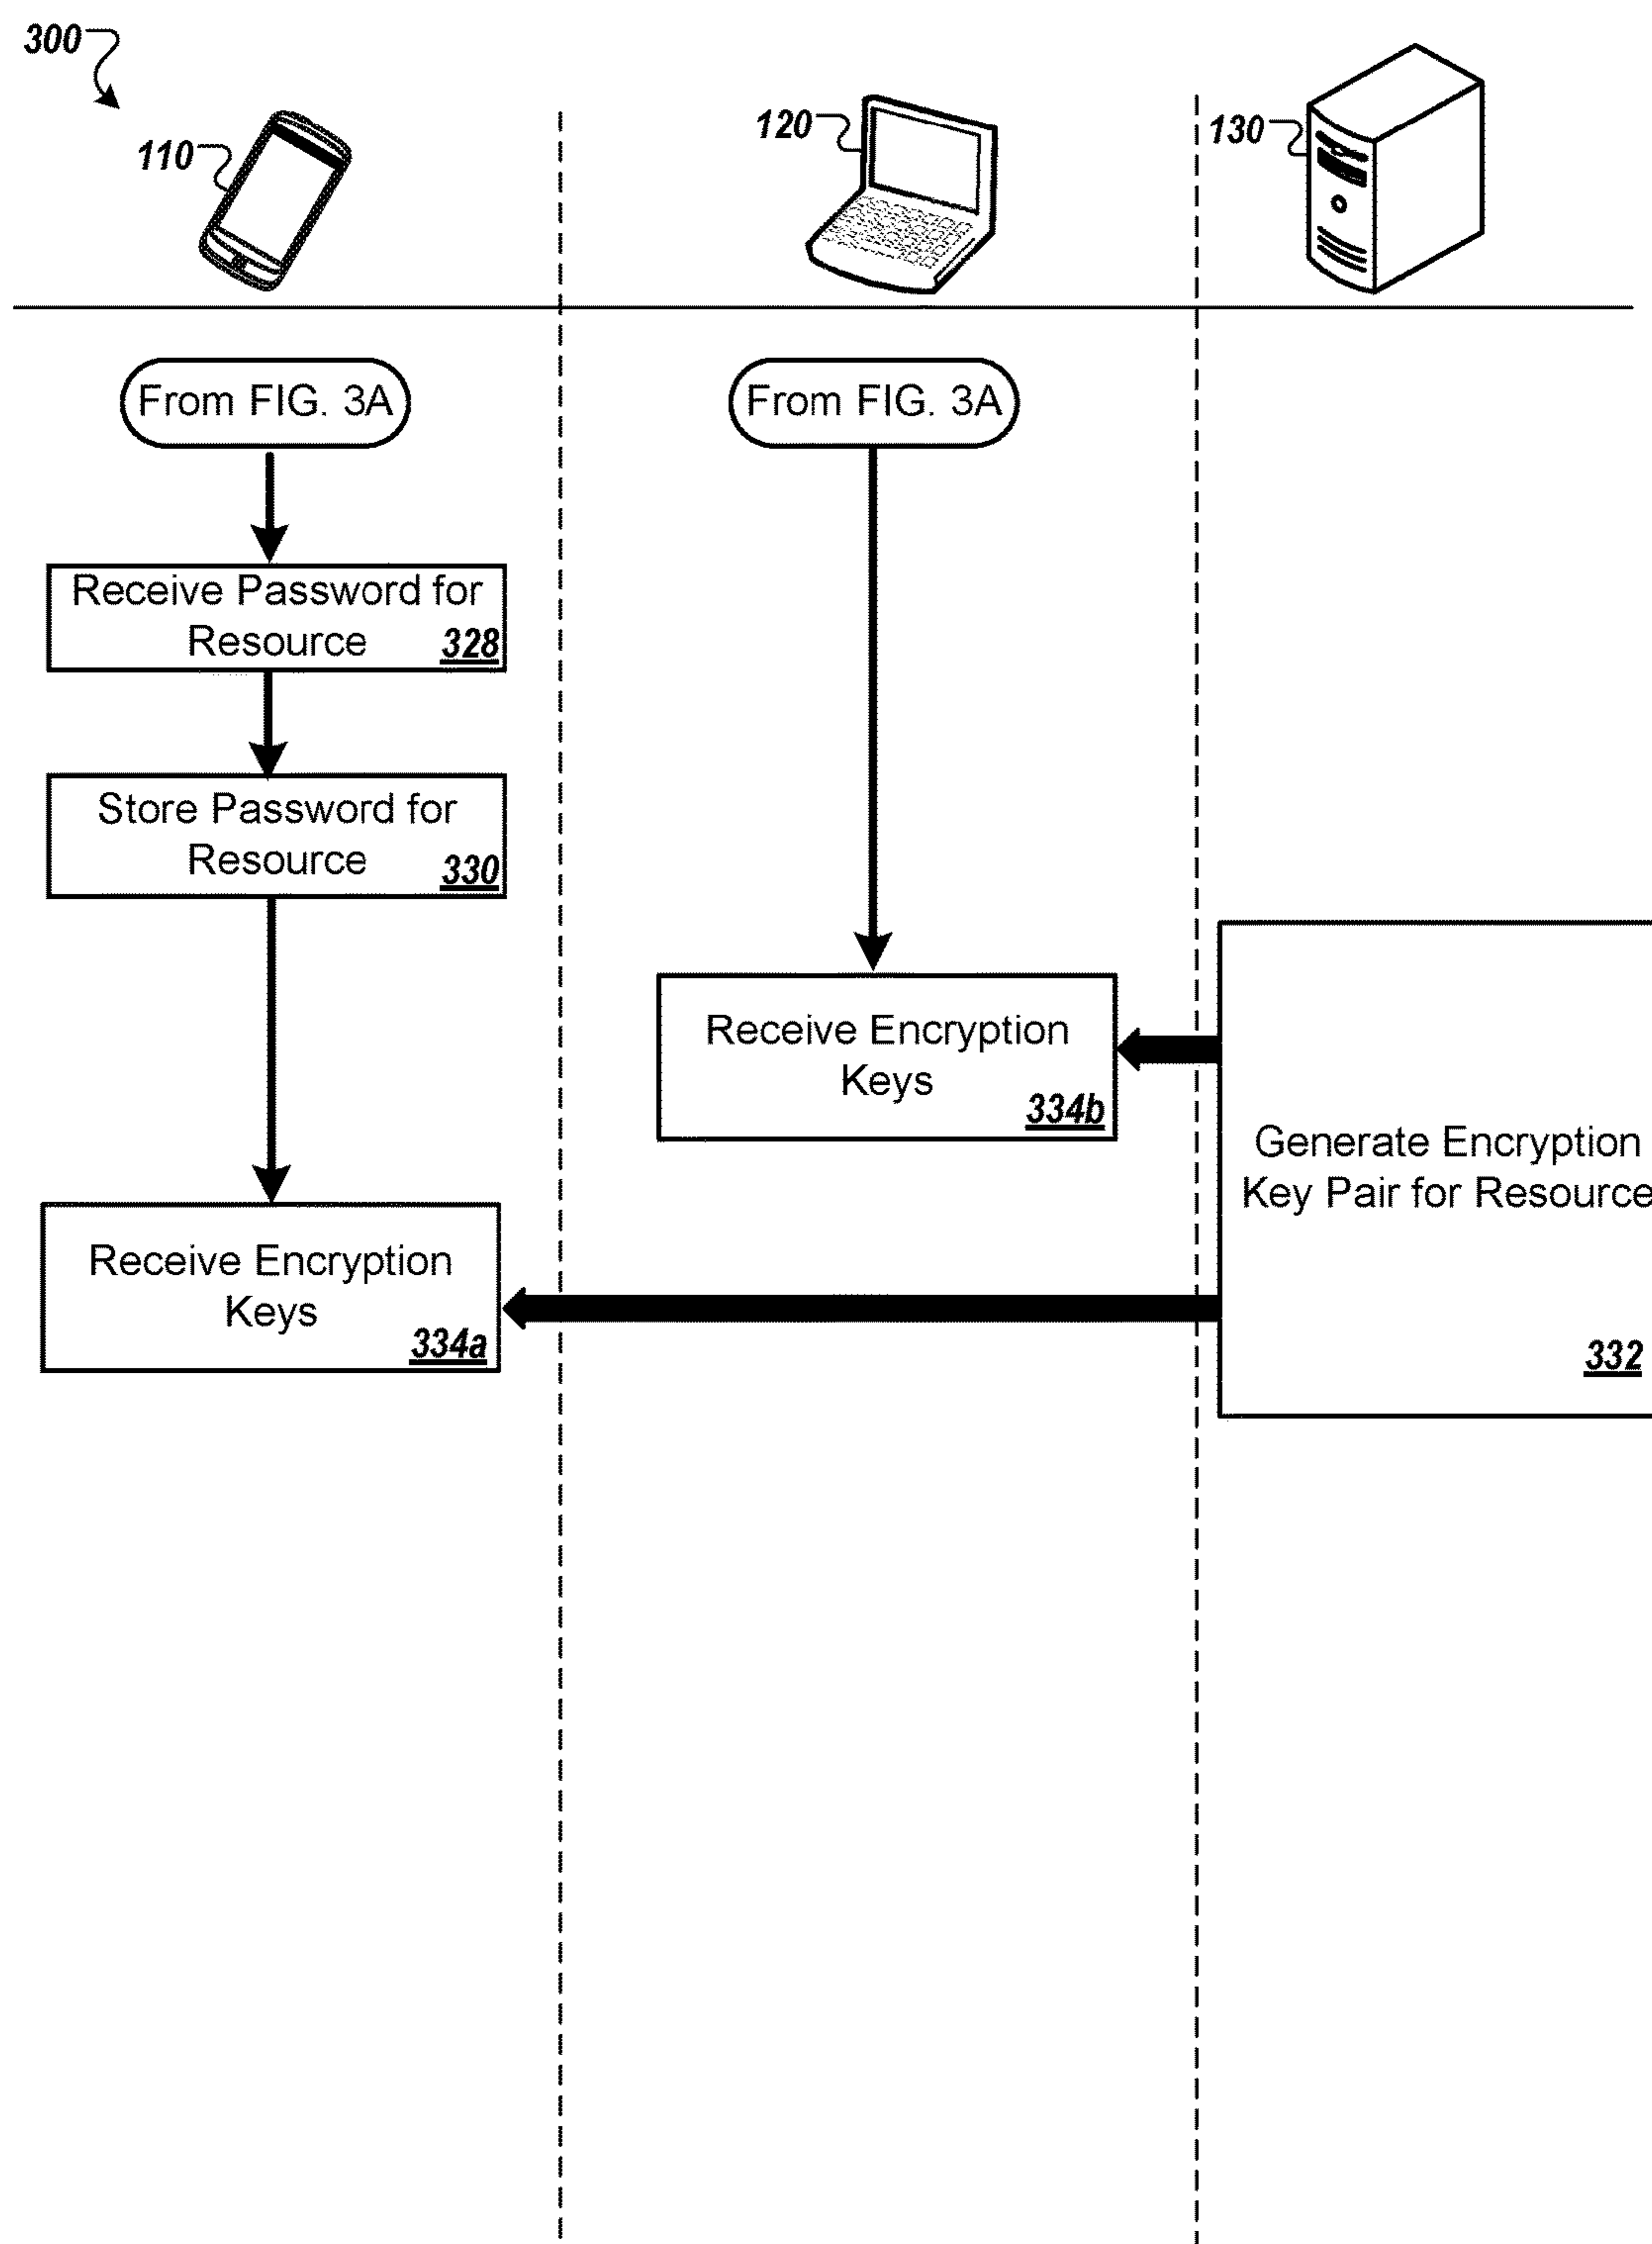 300
110
120
130
From FIG. 3A
From FIG. 3A
Receive Password for
Resource 328
Store Password for
Resource 330
Receive Encryption
Keys
334b
Generate Encryption
Key Pair for Resource
332
Receive Encryption
Keys
334a